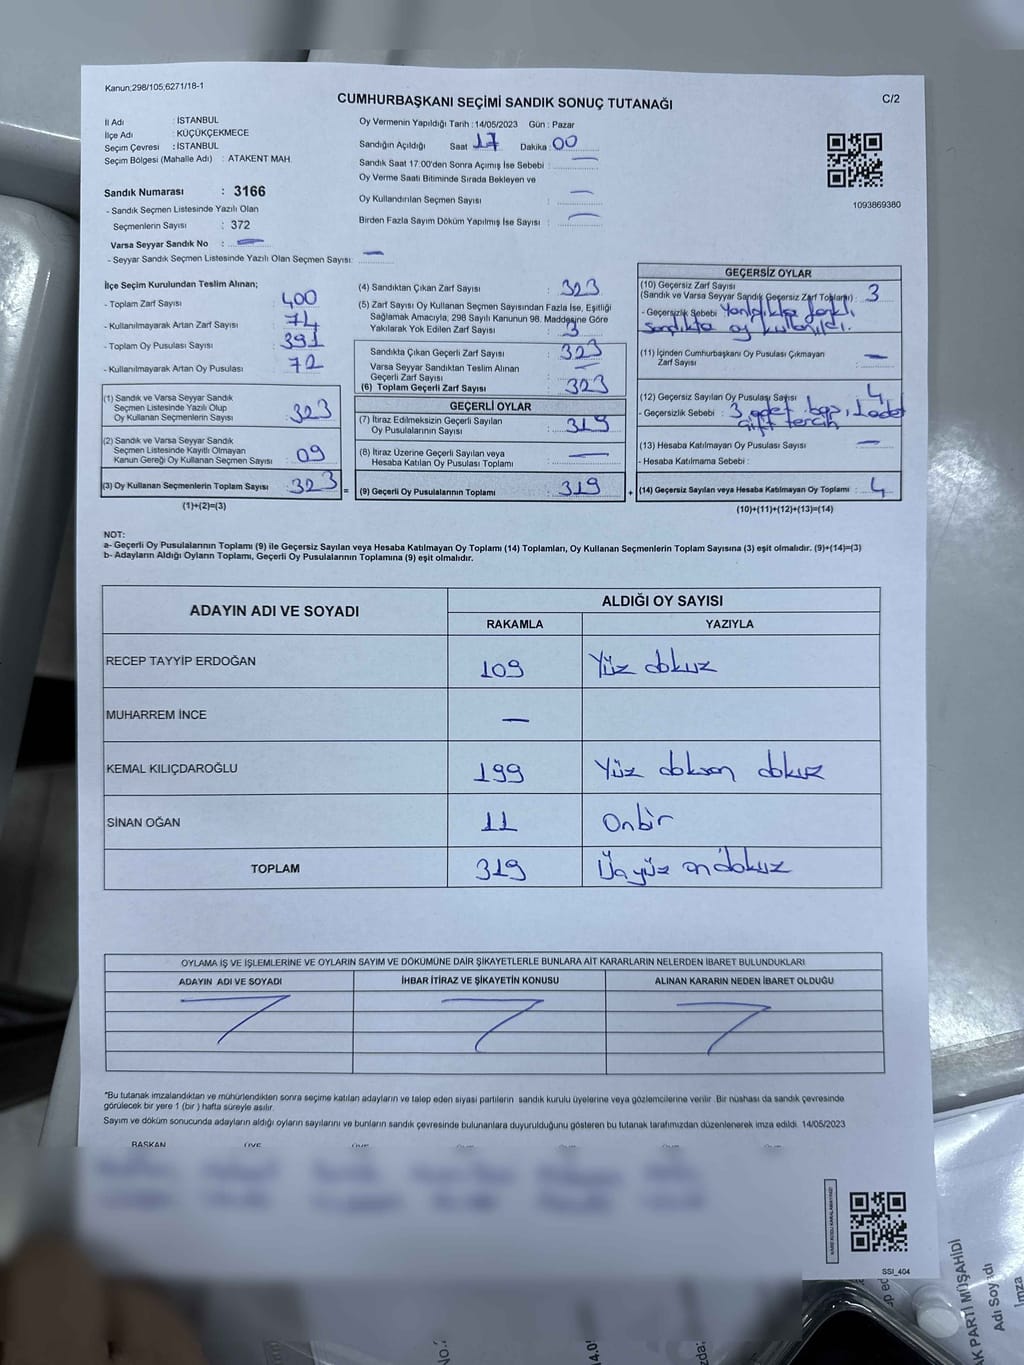 Kanun;298/105;6271/18-1
CUMHURBAŞKANI SEÇİMİ SANDIK SONUÇ TUTANAĞI
C/2
İl Adı : İSTANBUL
İlçe Adı : KÜÇÜKÇEKMECE
Seçim Çevresi : İSTANBUL
Seçim Bölgesi (Mahalle Adı) : ATAKENT MAH.
Sandık Numarası : 3166
- Sandık Seçmen Listesinde Yazılı Olan
Seçmenlerin Sayısı : 372
Varsa Seyyar Sandık No : —
- Seyyar Sandık Seçmen Listesinde Yazılı Olan Seçmen Sayısı: —
Oy Vermenin Yapıldığı Tarih : 14/05/2023 Gün : Pazar
Sandığın Açıldığı Saat 17 Dakika : 00
Sandık Saat 17:00'den Sonra Açımış İse Sebebi : —
Oy Verme Saati Bitiminde Sırada Bekleyen ve
Oy Kullandırılan Seçmen Sayısı : —
Birden Fazla Sayım Döküm Yapılmış İse Sayısı : —
1093869380
İlçe Seçim Kurulundan Teslim Alınan;
- Toplam Zarf Sayısı : 400
- Kullanılmayarak Artan Zarf Sayısı : 74
- Toplam Oy Pusulası Sayısı : 391
- Kullanılmayarak Artan Oy Pusulası : 72
(1) Sandık ve Varsa Seyyar Sandık
Seçmen Listesinde Yazılı Olup
Oy Kullanan Seçmenlerin Sayısı : 323
(2) Sandık ve Varsa Seyyar Sandık
Seçmen Listesinde Kayıtlı Olmayan
Kanun Gereği Oy Kullanan Seçmen Sayısı : 09
(3) Oy Kullanan Seçmenlerin Toplam Sayısı : 323 =
(1)+(2)=(3)
(4) Sandıktan Çıkan Zarf Sayısı : 323
(5) Zarf Sayısı Oy Kullanan Seçmen Sayısından Fazla İse, Eşitliği
Sağlamak Amacıyla, 298 Sayılı Kanunun 98. Maddesine Göre
Yakılarak Yok Edilen Zarf Sayısı : 3
Sandıkta Çıkan Geçerli Zarf Sayısı : 323
Varsa Seyyar Sandıktan Teslim Alınan
Geçerli Zarf Sayısı : —
(6) Toplam Geçerli Zarf Sayısı : 323
GEÇERLİ OYLAR
(7) İtiraz Edilmeksizin Geçerli Sayılan
Oy Pusulalarının Sayısı : 319
(8) İtiraz Üzerine Geçerli Sayılan veya
Hesaba Katılan Oy Pusulası Toplamı : —
(9) Geçerli Oy Pusulalarının Toplamı : 319 +
GEÇERSİZ OYLAR
(10) Geçersiz Zarf Sayısı
(Sandık ve Varsa Seyyar Sandık Geçersiz Zarf Toplamı) : 3
- Geçersizlik Sebebi Yanlışlıkla farklı
sandıkta oy kullanıldı.
(11) İçinden Cumhurbaşkanı Oy Pusulası Çıkmayan
Zarf Sayısı : —
(12) Geçersiz Sayılan Oy Pusulası Sayısı : 4
- Geçersizlik Sebebi : 3 adet boş, 1 adet
çift tercih
(13) Hesaba Katılmayan Oy Pusulası Sayısı : —
- Hesaba Katılmama Sebebi :
(14) Geçersiz Sayılan veya Hesaba Katılmayan Oy Toplamı : 4
(10)+(11)+(12)+(13)=(14)
NOT:
a- Geçerli Oy Pusulalarının Toplamı (9) ile Geçersiz Sayılan veya Hesaba Katılmayan Oy Toplamı (14) Toplamları, Oy Kullanan Seçmenlerin Toplam Sayısına (3) eşit olmalıdır. (9)+(14)=(3)
b- Adayların Aldığı Oyların Toplamı, Geçerli Oy Pusulalarının Toplamına (9) eşit olmalıdır.
ADAYIN ADI VE SOYADI
ALDIĞI OY SAYISI
RAKAMLA YAZIYLA
RECEP TAYYİP ERDOĞAN 109 Yüz dokuz
MUHARREM İNCE —
KEMAL KILIÇDAROĞLU 199 Yüz doksan dokuz
SİNAN OĞAN 11 Onbir
TOPLAM 319 Üçyüz ondokuz
OYLAMA İŞ VE İŞLEMLERİNE VE OYLARIN SAYIM VE DÖKÜMÜNE DAİR ŞİKAYETLERLE BUNLARA AİT KARARLARIN NELERDEN İBARET BULUNDUKLARI
ADAYIN ADI VE SOYADI İHBAR İTİRAZ VE ŞİKAYETİN KONUSU ALINAN KARARIN NEDEN İBARET OLDUĞU
*Bu tutanak imzalandıktan ve mühürlendikten sonra seçime katılan adayların ve talep eden siyasi partilerin sandık kurulu üyelerine veya gözlemcilerine verilir .Bir nüshası da sandık çevresinde
görülecek bir yere 1 (bir ) hafta süreyle asılır.
Sayım ve döküm sonucunda adayların aldığı oyların sayılarını ve bunların sandık çevresinde bulunanlara duyurulduğunu gösteren bu tutanak tarafımızdan düzenlenerek imza edildi. 14/05/2023
BAŞKAN ÜYE
SSI_404
K PARTİ MÜŞAHİDİ
Adı Soyadı
İmza